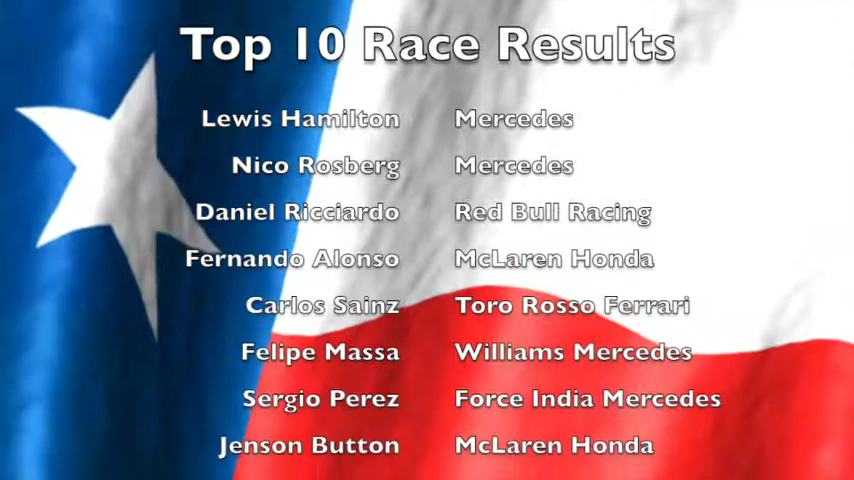 Top 10 Race Results
Lewis Hamilton Mercedes
Nico Rosberg Mercedes
Daniel Ricciardo Red Bull Racing
Fernando Alonso McLaren Honda
Carlos Sainz Toro Rosso Ferrari
Felipe Massa Williams Mercedes
Sergio Perez Force India Mercedes
Jenson Button McLaren Honda